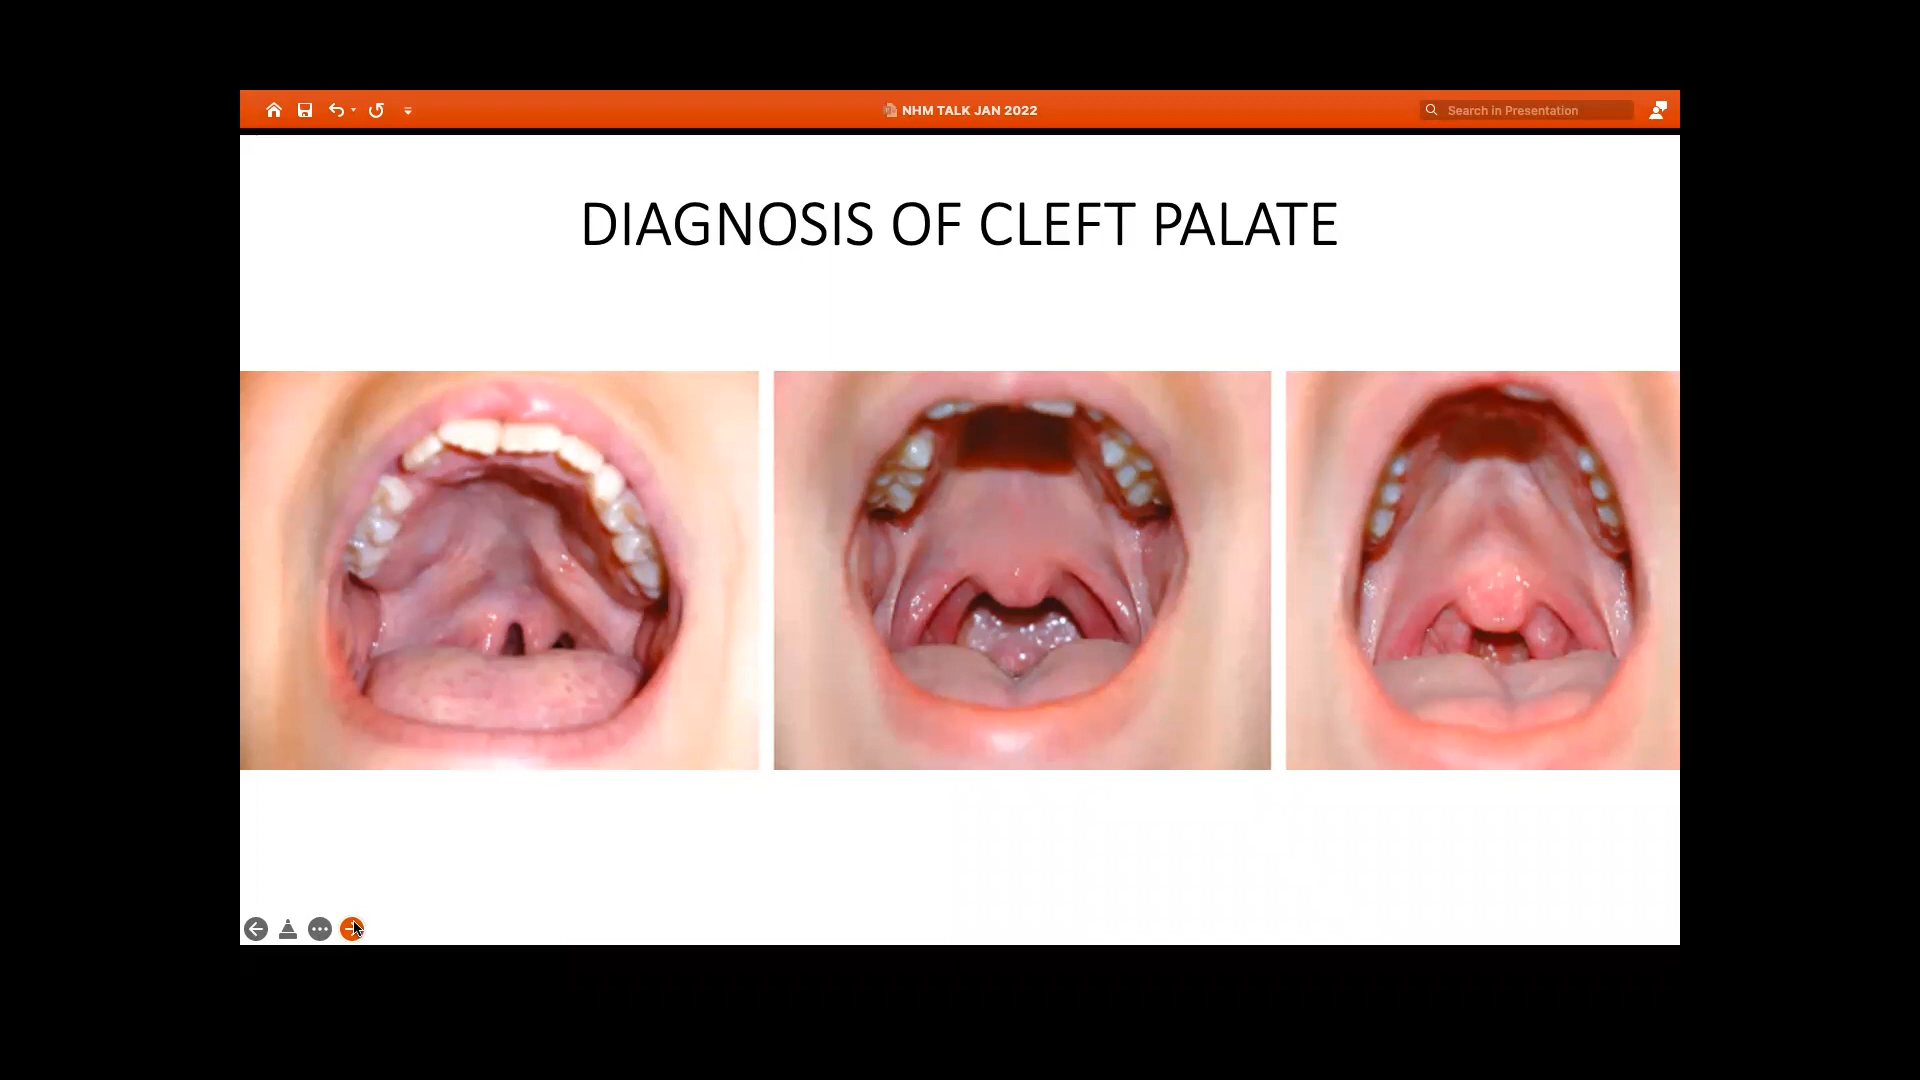 NHM TALK JAN 2022
Search in Presentation
DIAGNOSIS OF CLEFT PALATE